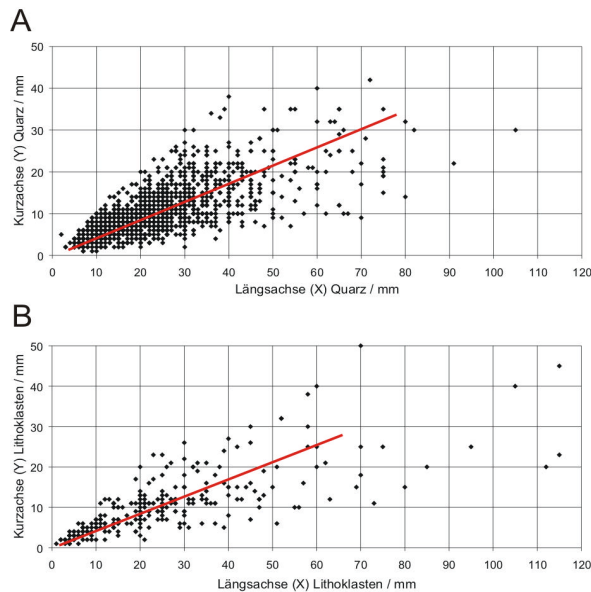 A
Kurzachse (Y) Quarz / mm
50
40
30
20
10
0
0 10 20 30 40 50 60 70 80 90 100 110 120
Längsachse (X) Quarz / mm
B
Kurzachse (Y) Lithoklasten / mm
50
40
30
20
10
0
0 10 20 30 40 50 60 70 80 90 100 110 120
Längsachse (X) Lithoklasten / mm